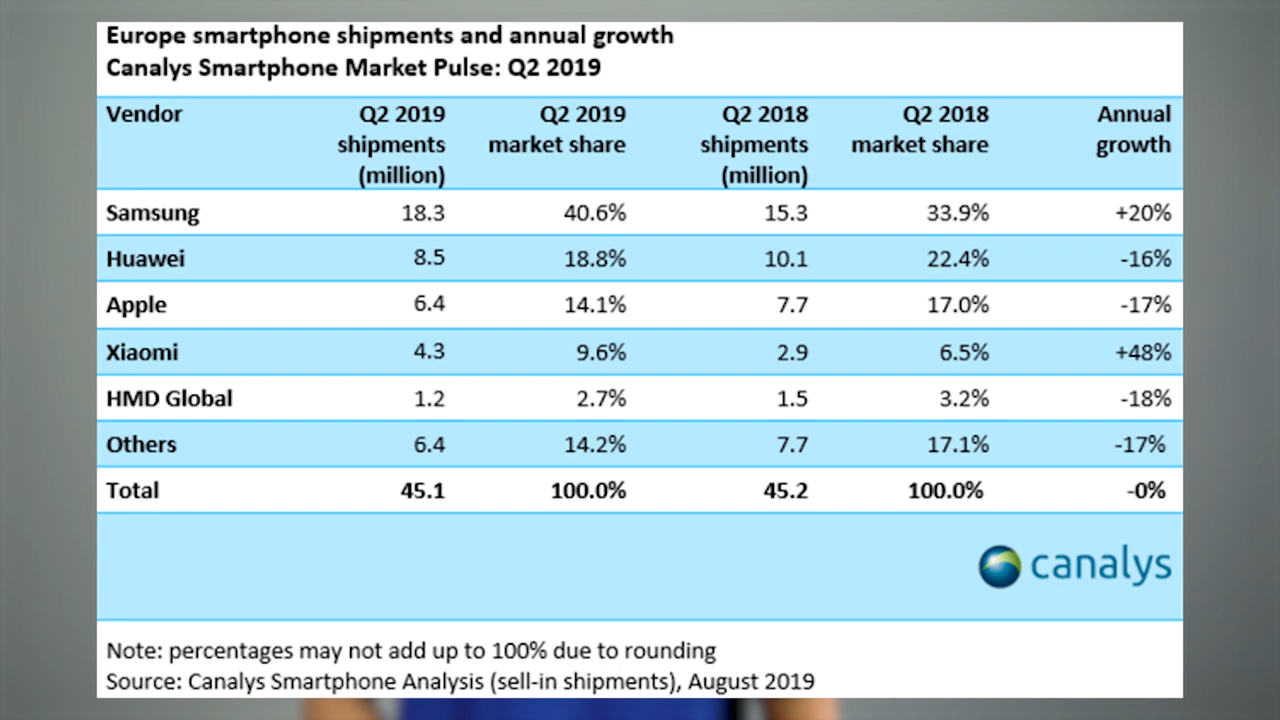 Europe smartphone shipments and annual growth
Canalys Smartphone Market Pulse: Q2 2019
Vendor Q2 2019 shipments (million) Q2 2019 market share Q2 2018 shipments (million) Q2 2018 market share Annual growth
Samsung 18.3 40.6% 15.3 33.9% +20%
Huawei 8.5 18.8% 10.1 22.4% -16%
Apple 6.4 14.1% 7.7 17.0% -17%
Xiaomi 4.3 9.6% 2.9 6.5% +48%
HMD Global 1.2 2.7% 1.5 3.2% -18%
Others 6.4 14.2% 7.7 17.1% -17%
Total 45.1 100.0% 45.2 100.0% -0%
canalys
Note: percentages may not add up to 100% due to rounding
Source: Canalys Smartphone Analysis (sell-in shipments), August 2019